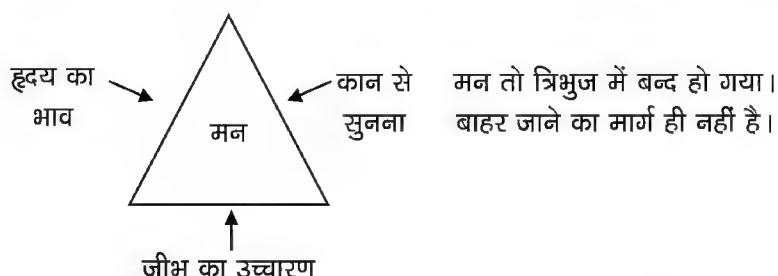 हृदय का
भाव
मन
कान से
सुनना
मन तो त्रिभुज में बन्द हो गया।
बाहर जाने का मार्ग ही नहीं है।
जीभ का उच्चारण